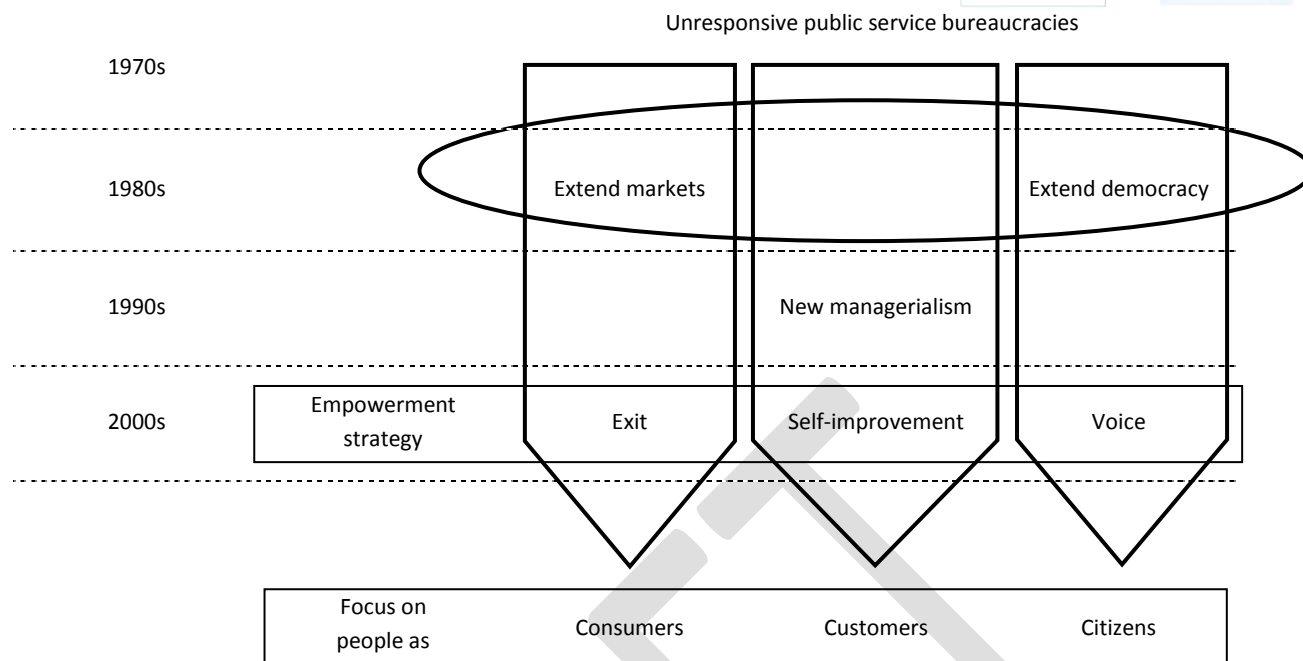 Unresponsive public service bureaucracies
1970s
1980s
Extend markets
Extend democracy
1990s
New managerialism
2000s
Empowerment
strategy
Exit
Self-improvement
Voice
Focus on
people as
Consumers
Customers
Citizens